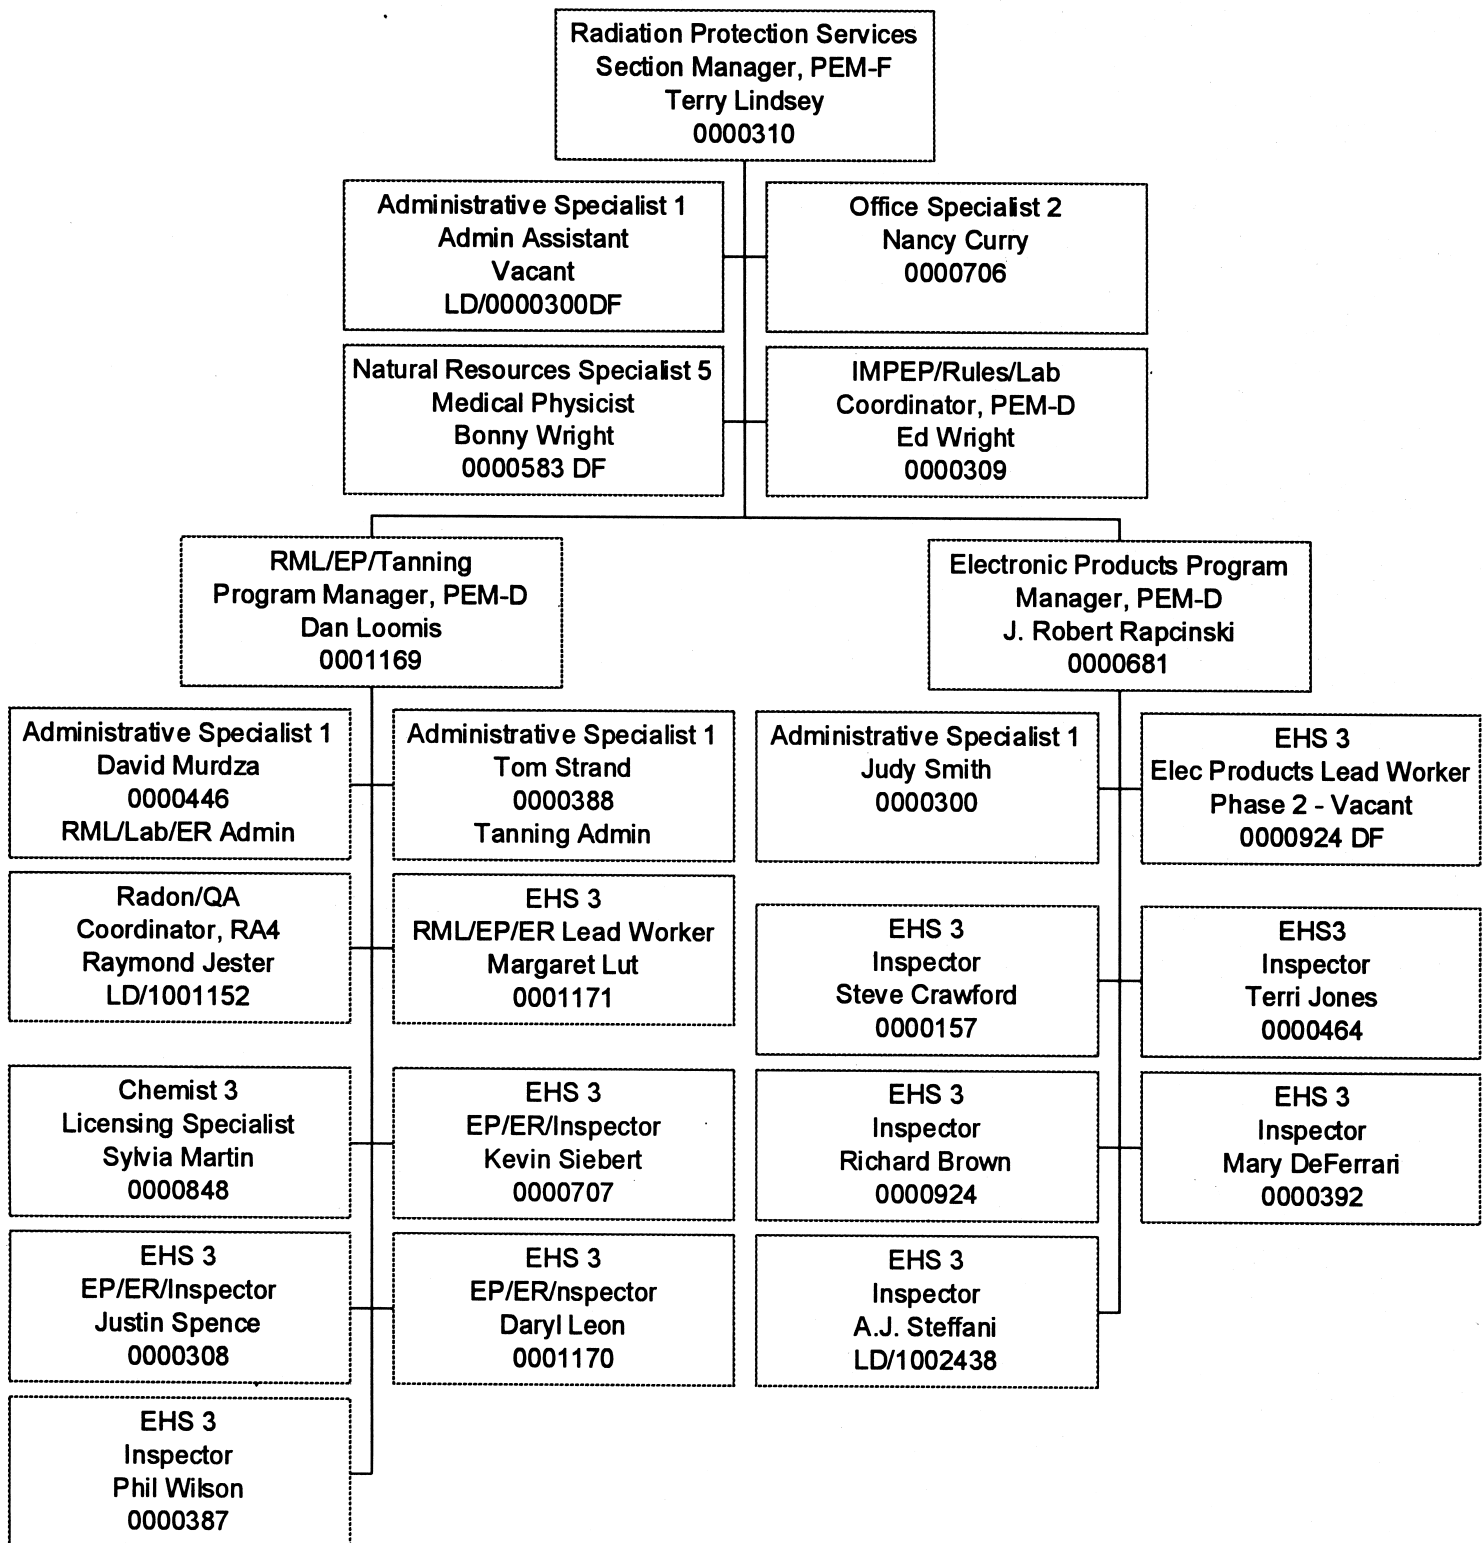 Radiation Protection Services
Section Manager, PEM-F
Terry Lindsey
0000310
Administrative Specialist 1
Admin Assistant
Vacant
LD/0000300DF
Office Specialist 2
Nancy Curry
0000706
Natural Resources Specialist 5
Medical Physicist
Bonny Wright
0000583 DF
IMPEP/Rules/Lab
Coordinator, PEM-D
Ed Wright
0000309
RML/EP/Tanning
Program Manager, PEM-D
Dan Loomis
0001169
Electronic Products Program
Manager, PEM-D
J. Robert Rapcinski
0000681
Administrative Specialist 1
David Murdza
0000446
RML/Lab/ER Admin
Administrative Specialist 1
Tom Strand
0000388
Tanning Admin
Administrative Specialist 1
Judy Smith
0000300
EHS 3
Elec Products Lead Worker
Phase 2 - Vacant
0000924 DF
Radon/QA
Coordinator, RA4
Raymond Jester
LD/1001152
EHS 3
RML/EP/ER Lead Worker
Margaret Lut
0001171
EHS 3
Inspector
Steve Crawford
0000157
EHS3
Inspector
Terri Jones
0000464
Chemist 3
Licensing Specialist
Sylvia Martin
0000848
EHS 3
EP/ER/Inspector
Kevin Siebert
0000707
EHS 3
Inspector
Richard Brown
0000924
EHS 3
Inspector
Mary DeFerrari
0000392
EHS 3
EP/ER/Inspector
Justin Spence
0000308
EHS 3
EP/ER/nspector
Daryl Leon
0001170
EHS 3
Inspector
A.J. Steffani
LD/1002438
EHS 3
Inspector
Phil Wilson
0000387